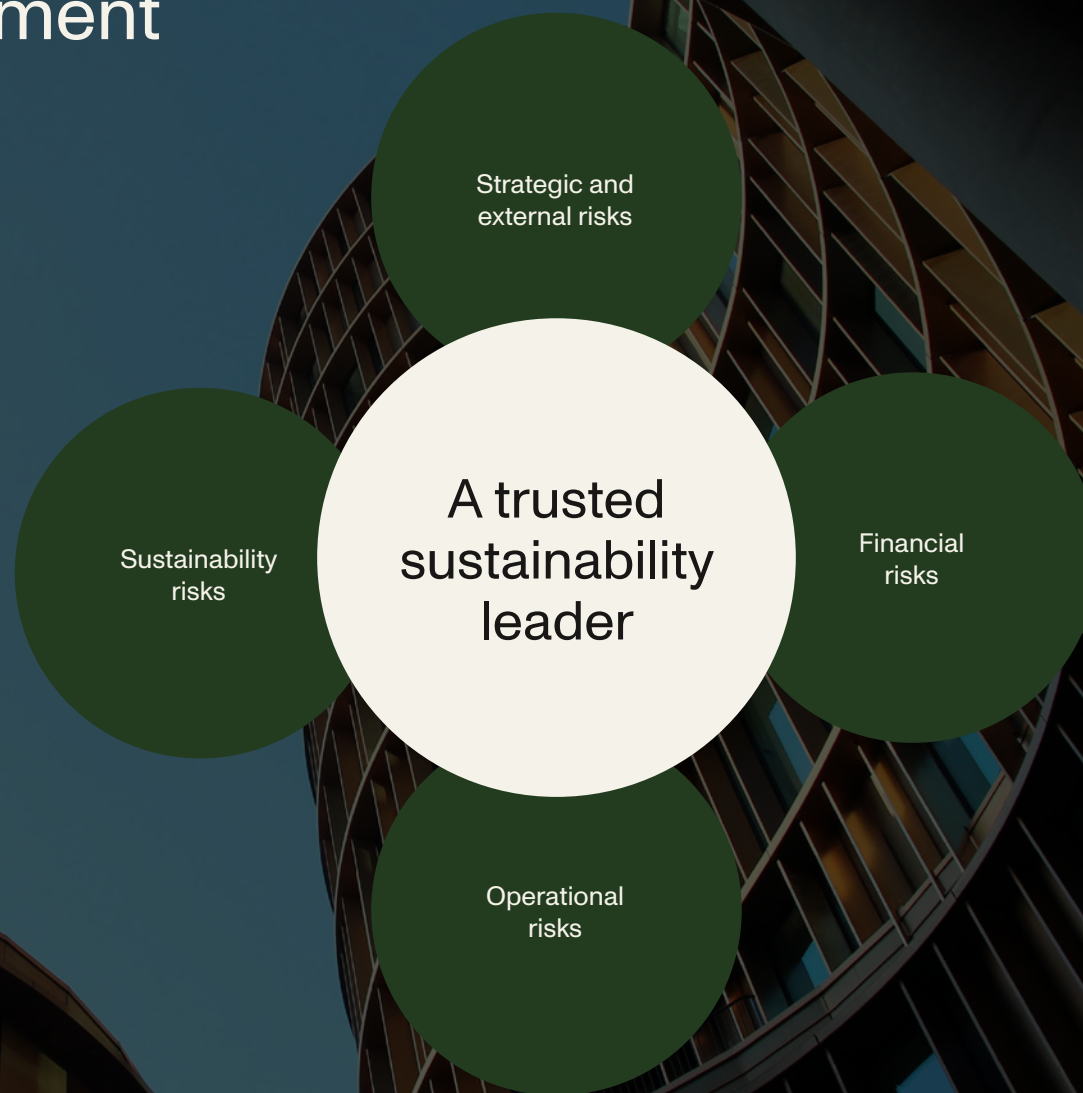 ment
Strategic and
external risks
Sustainability
risks
A trusted
sustainability
leader
Financial
risks
Operational
risks